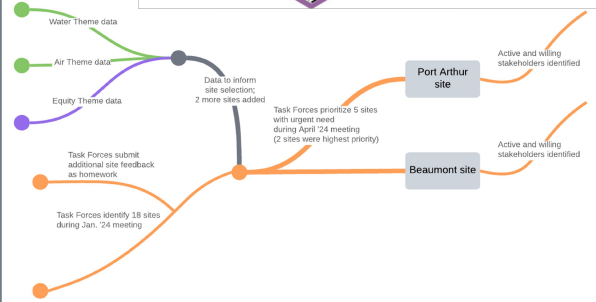 Water Theme data
Air Theme data
Equity Theme data
Data to inform
site selection;
2 more sites added
Task Forces prioritize 5 sites
with urgent need
during April '24 meeting
(2 sites were highest priority)
Port Arthur
site
Active and willing
stakeholders identified
Task Forces submit
additional site feedback
as homework
Beaumont site
Active and willing
stakeholders identified
Task Forces identify 18 sites
during Jan. '24 meeting